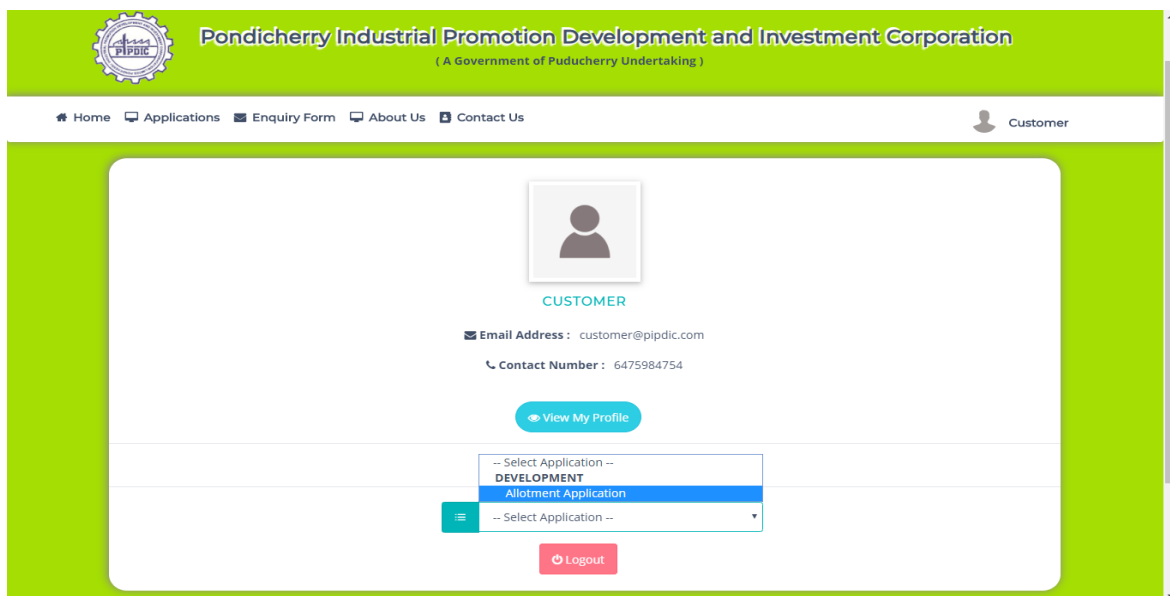 PIPDIC
Pondicherry Industrial Promotion Development and Investment Corporation
( A Government of Puducherry Undertaking )
Home Applications Enquiry Form About Us Contact Us Customer
CUSTOMER
Email Address : customer@pipdic.com
Contact Number : 6475984754
View My Profile
-- Select Application --
DEVELOPMENT
Allotment Application
-- Select Application --
Logout